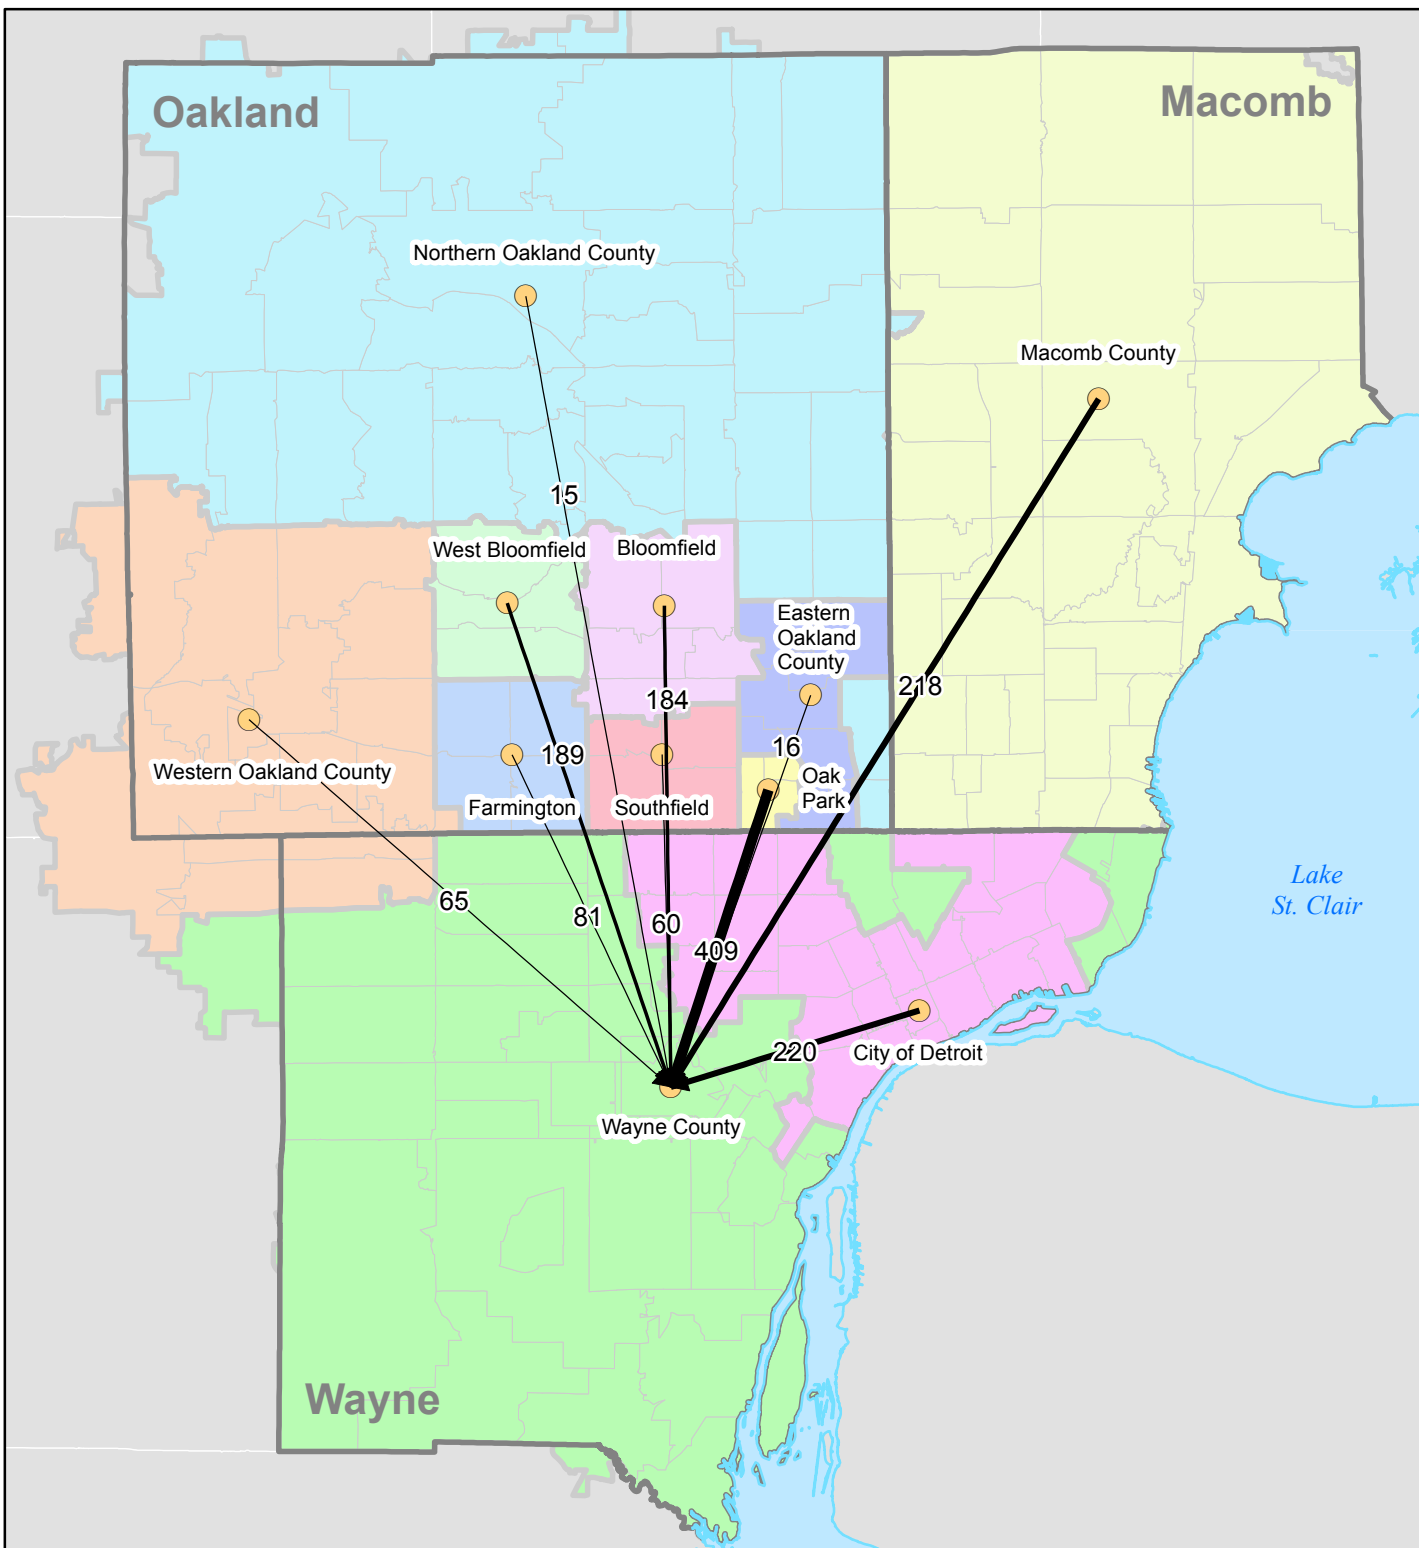 Oakland
Macomb
Northern Oakland County
Macomb County
15
West Bloomfield
Bloomfield
Eastern
Oakland
County
218
184
189
16
Western Oakland County
Farmington
Southfield
Oak
Park
65
81
60
409
Lake
St. Clair
220
City of Detroit
Wayne County
Wayne